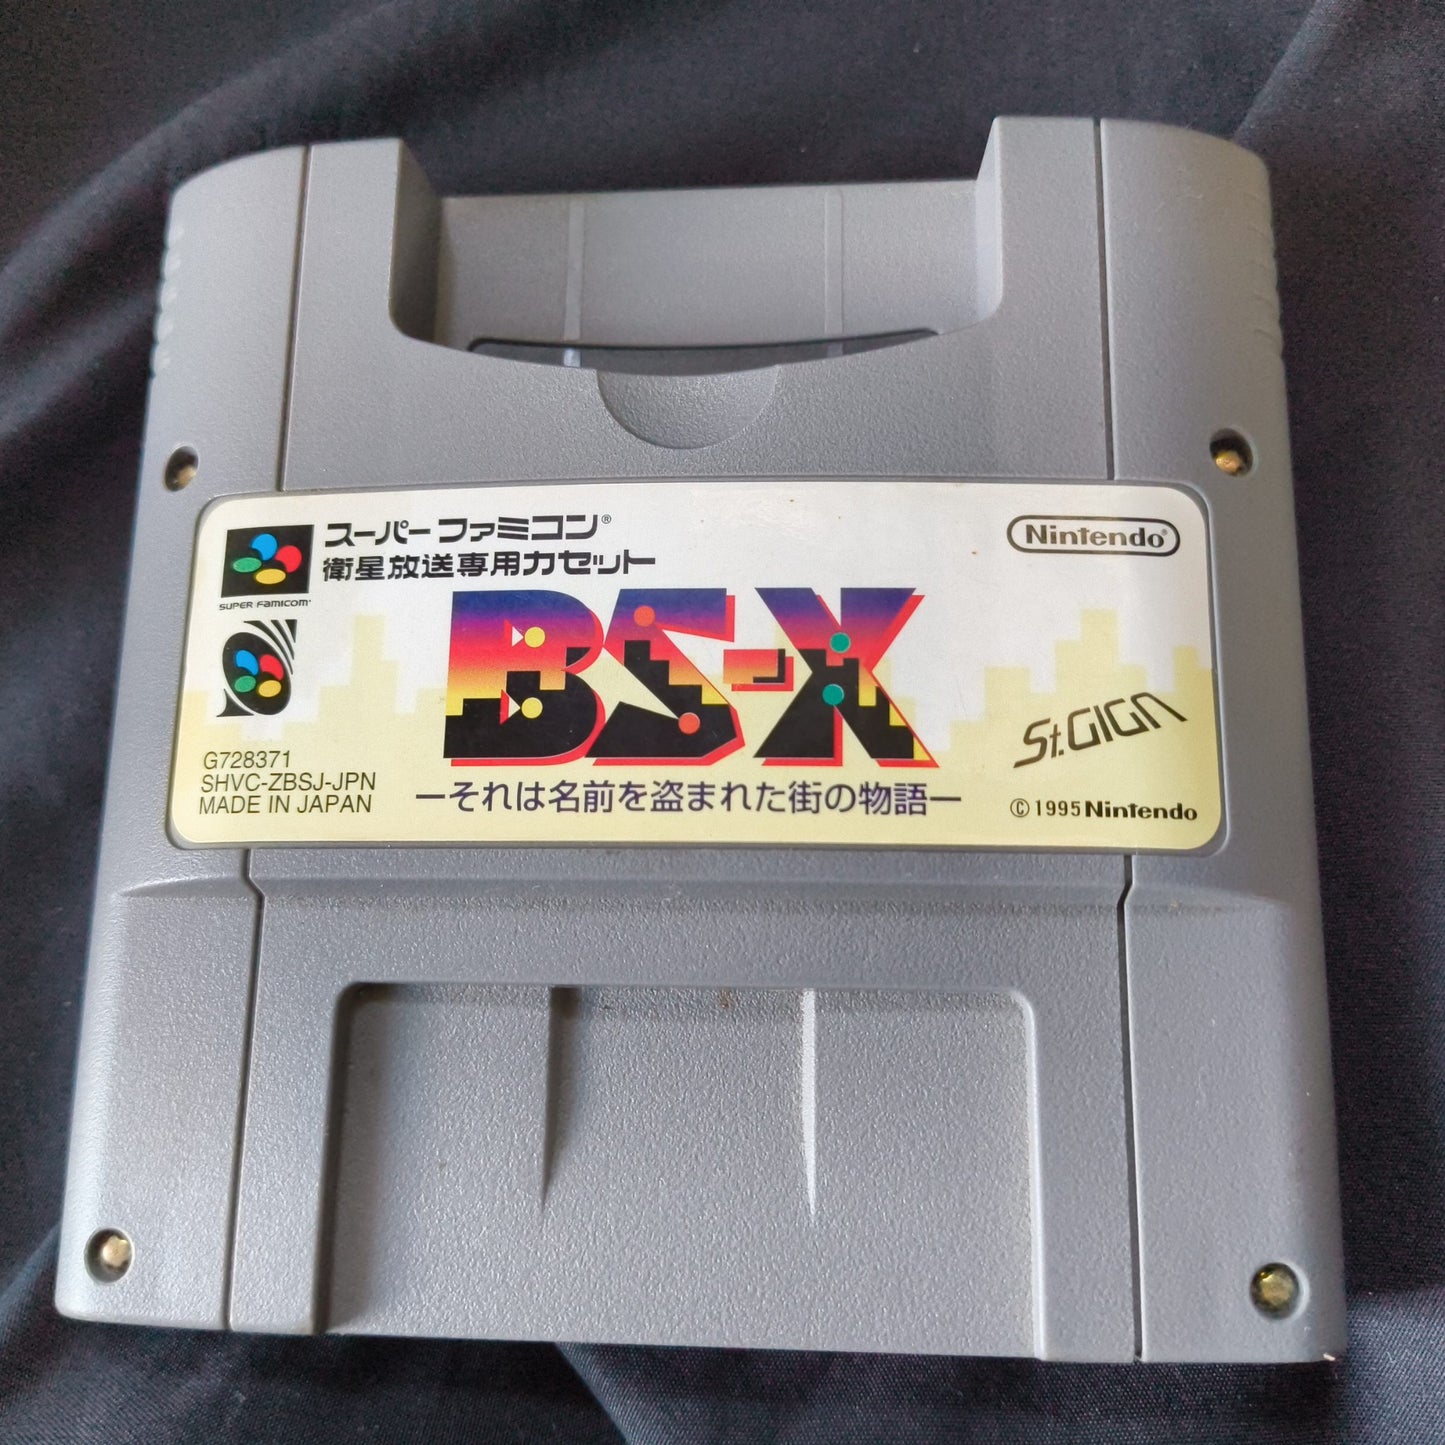 スーパーファミコン®
衛星放送専用カセット
SUPER FAMICOM
Nintendo®
BS-X
St.GIGA
G728371
SHVC-ZBSJ-JPN
MADE IN JAPAN
ーそれは名前を盗まれた街の物語ー
© 1995 Nintendo